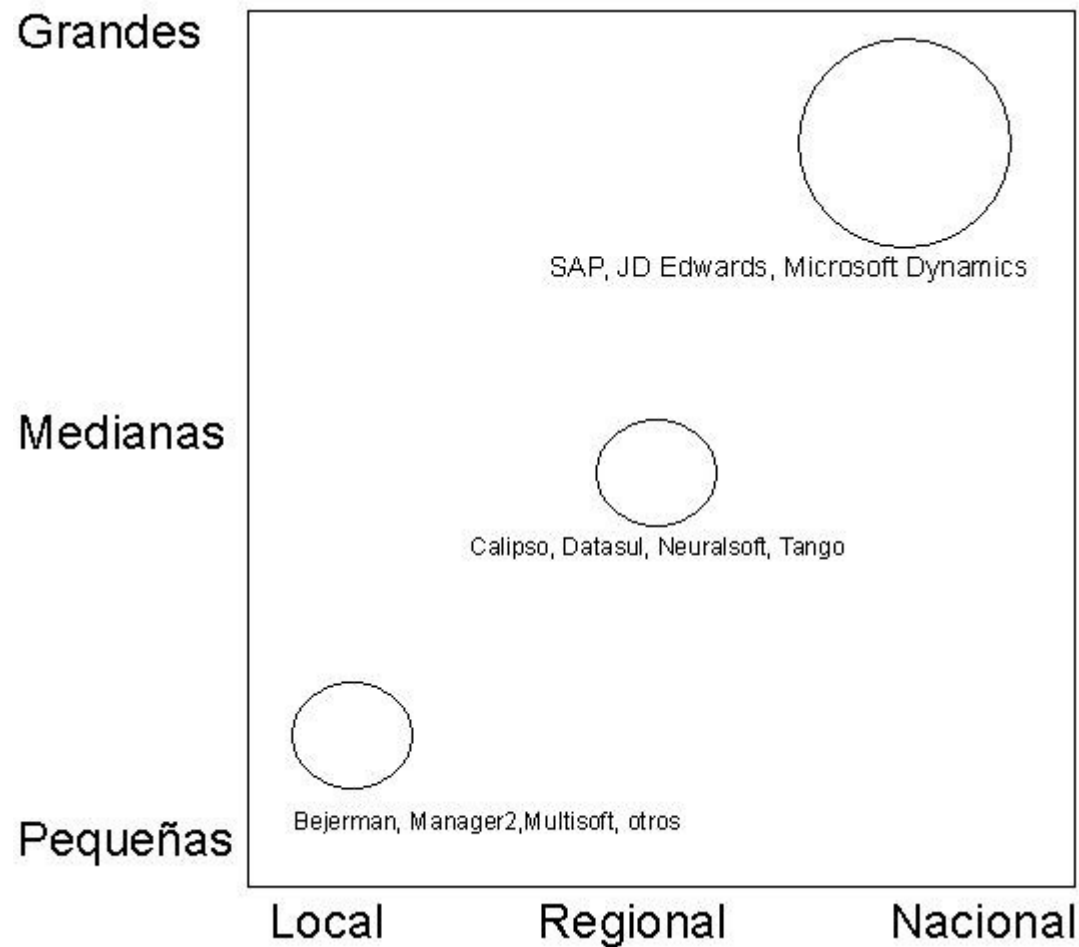 Grandes
SAP, JD Edwards, Microsoft Dynamics
Medianas
Calipso, Datasul, Neuralsoft, Tango
Bejerman, Manager2,Multisoft, otros
Pequeñas
Local Regional Nacional